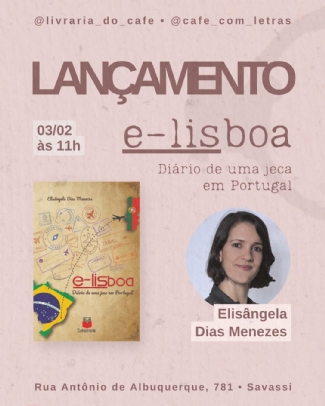 @livraria_do_cafe • @cafe_com_letras
LANÇAMENTO
03/02
às 11h
e-lisboa
Diário de uma jeca
em Portugal
Elisângela Dias Menezes
e-lisboa
Diário de uma jeca em Portugal
Elisângela
Dias Menezes
Rua Antônio de Albuquerque, 781 • Savassi